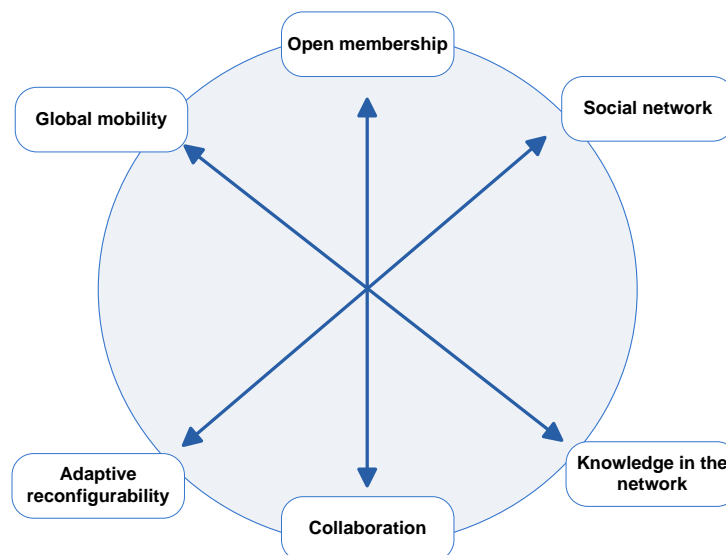 Open membership
Global mobility
Social network
Adaptive
reconfigurability
Knowledge in the
network
Collaboration